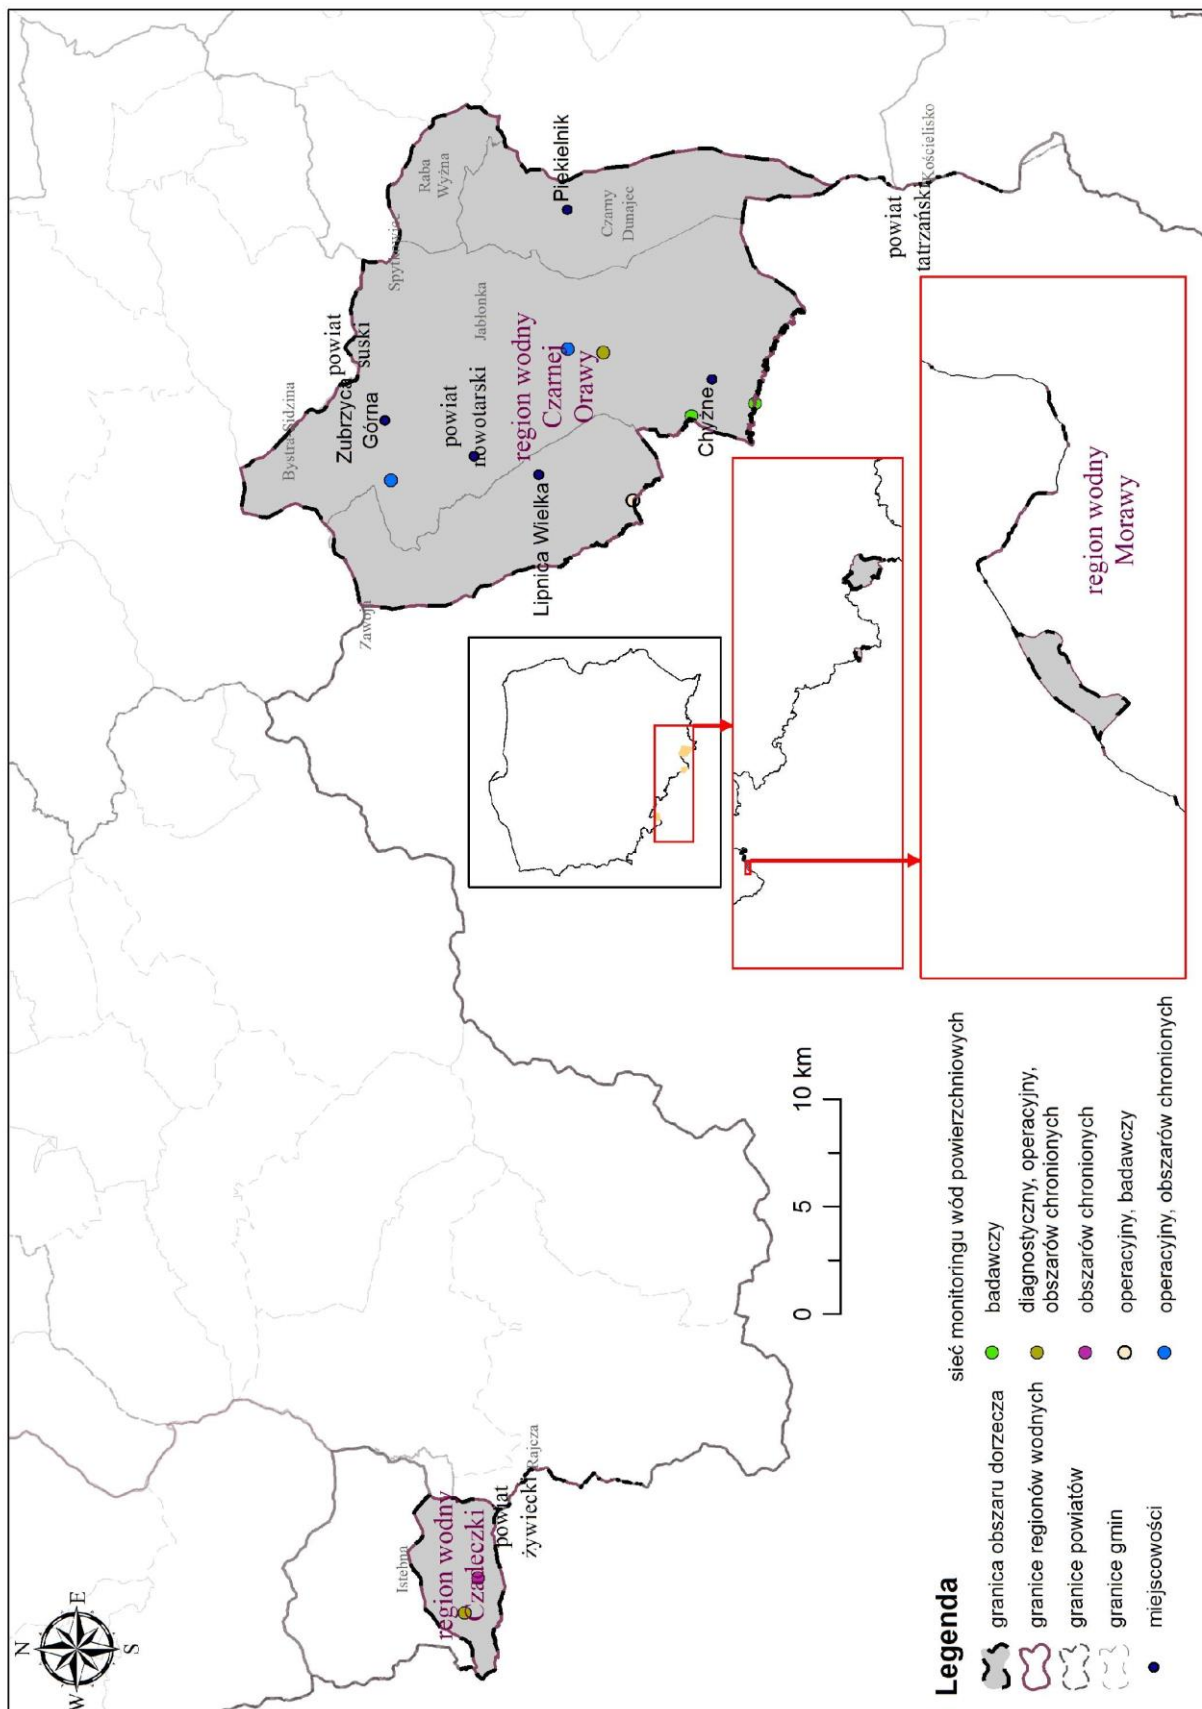 N
W
E
S
Istebna
region wodny
Czadeczki
powiat
żywiecki
Rajcza
Zawoja
Bystra-Sidzina
Zubrzyca
Górna
powiat
suski
Spytkowice
Raba
Wyżna
powiat
nowotarski
Jabłonka
Lipnica Wielka
region wodny
Czarnej
Orawy
Piekielnik
Czarny
Dunajec
Chyżne
powiat
tatrzański
Kościelisko
region wodny
Morawy
0
5
10 km
Legenda
granica obszaru dorzecza
granice regionów wodnych
granice powiatów
granice gmin
miejscowości
sieć monitoringu wód powierzchniowych
badawczy
diagnostyczny, operacyjny,
obszarów chronionych
obszarów chronionych
operacyjny, badawczy
operacyjny, obszarów chronionych